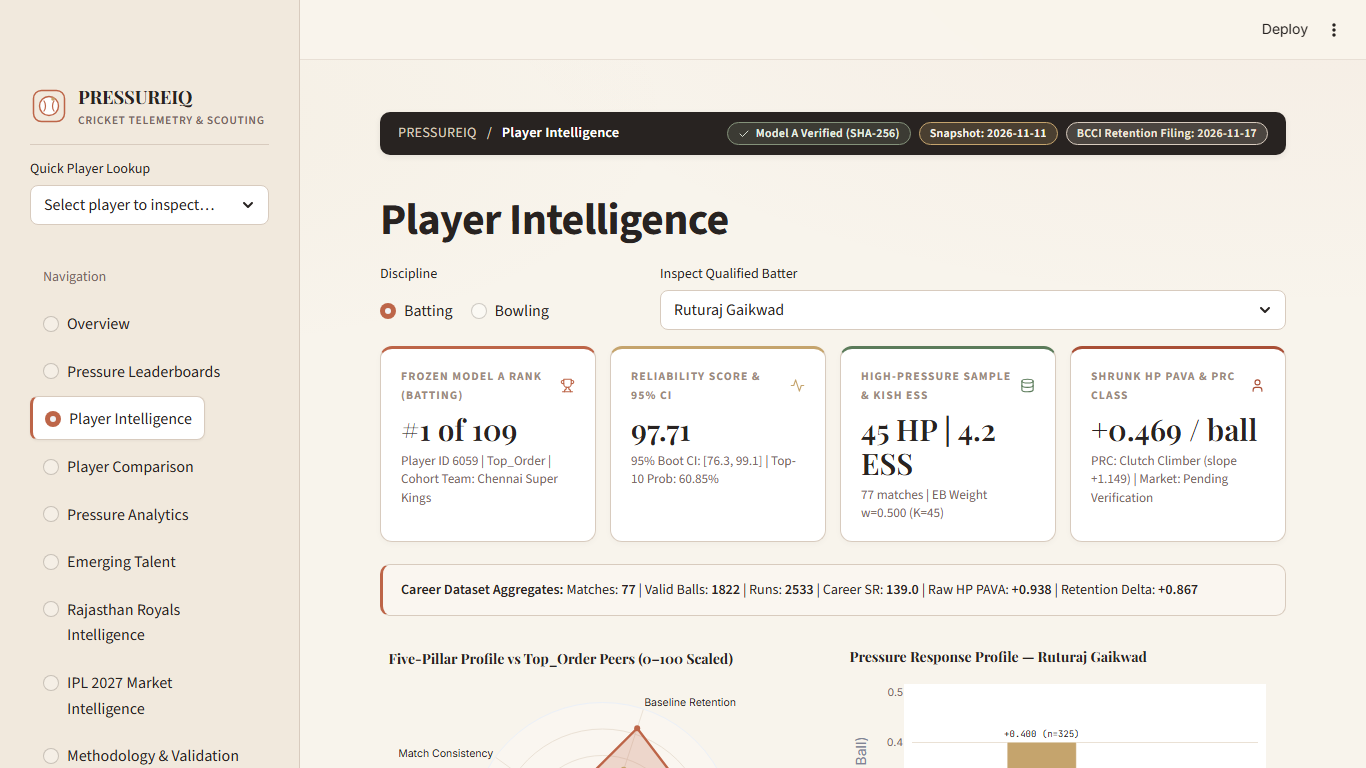 Deploy
PRESSUREIQ
CRICKET TELEMETRY & SCOUTING
Quick Player Lookup
Select player to inspect...
Navigation
Overview
Pressure Leaderboards
Player Intelligence
Player Comparison
Pressure Analytics
Emerging Talent
Rajasthan Royals
Intelligence
IPL 2027 Market
Intelligence
Methodology & Validation
PRESSUREIQ / Player Intelligence
Model A Verified (SHA-256)
Snapshot: 2026-11-11
BCCI Retention Filing: 2026-11-17
Player Intelligence
Discipline
Batting
Bowling
Inspect Qualified Batter
Ruturaj Gaikwad
FROZEN MODEL A RANK
(BATTING)
#1 of 109
Player ID 6059 | Top_Order |
Cohort Team: Chennai Super
Kings
RELIABILITY SCORE &
95% CI
97.71
95% Boot CI: [76.3, 99.1] | Top-
10 Prob: 60.85%
HIGH-PRESSURE SAMPLE
& KISH ESS
45 HP | 4.2
ESS
77 matches | EB Weight
w=0.500 (K=45)
SHRUNK HP PAVA & PRC
CLASS
+0.469 / ball
PRC: Clutch Climber (slope
+1.149) | Market: Pending
Verification
Career Dataset Aggregates: Matches: 77 | Valid Balls: 1822 | Runs: 2533 | Career SR: 139.0 | Raw HP PAVA: +0.938 | Retention Delta: +0.867
Five-Pillar Profile vs Top_Order Peers (0–100 Scaled)
Baseline Retention
Match Consistency
Pressure Response Profile — Ruturaj Gaikwad
0.5
+0.400 (n=325)
0.4
Ball)